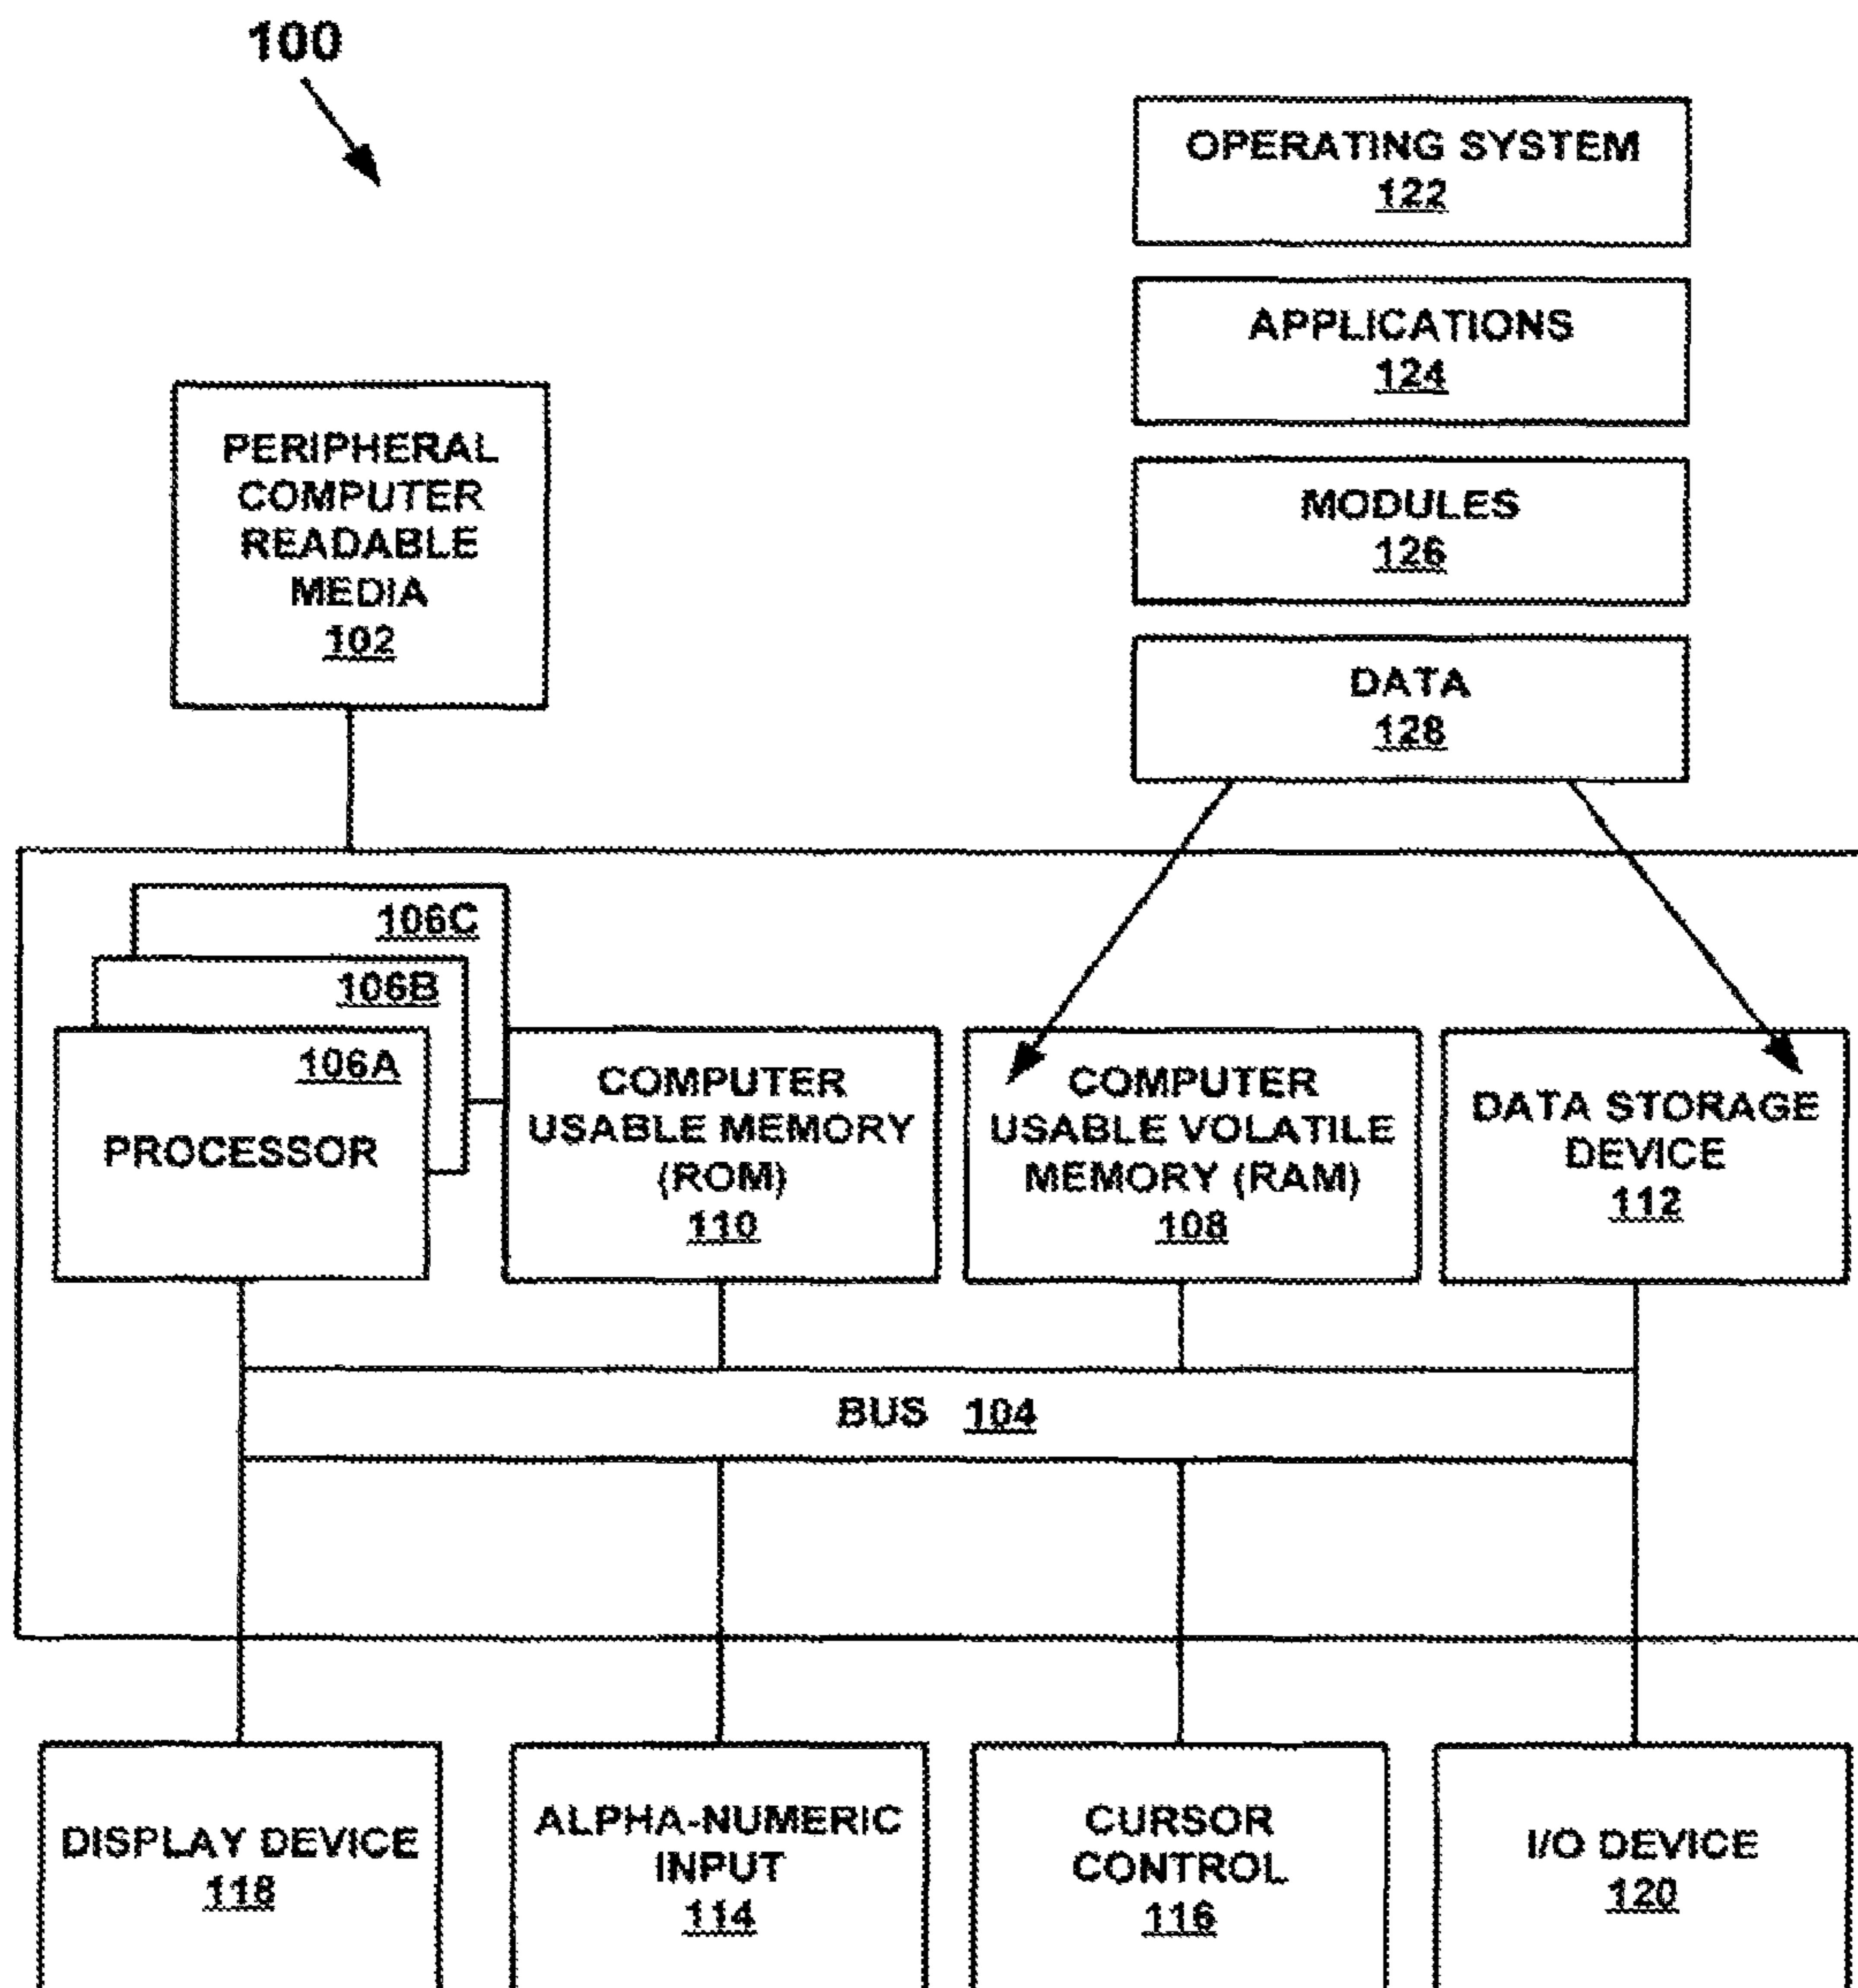 100
OPERATING SYSTEM
122
APPLICATIONS
124
PERIPHERAL
COMPUTER
READABLE
MEDIA
102
MODULES
126
DATA
128
106C
106B
106A
PROCESSOR
COMPUTER
USABLE MEMORY
(ROM)
110
COMPUTER
USABLE VOLATILE
MEMORY (RAM)
108
DATA STORAGE
DEVICE
112
BUS 104
DISPLAY DEVICE
118
ALPHA-NUMERIC
INPUT
114
CURSOR
CONTROL
116
I/O DEVICE
120